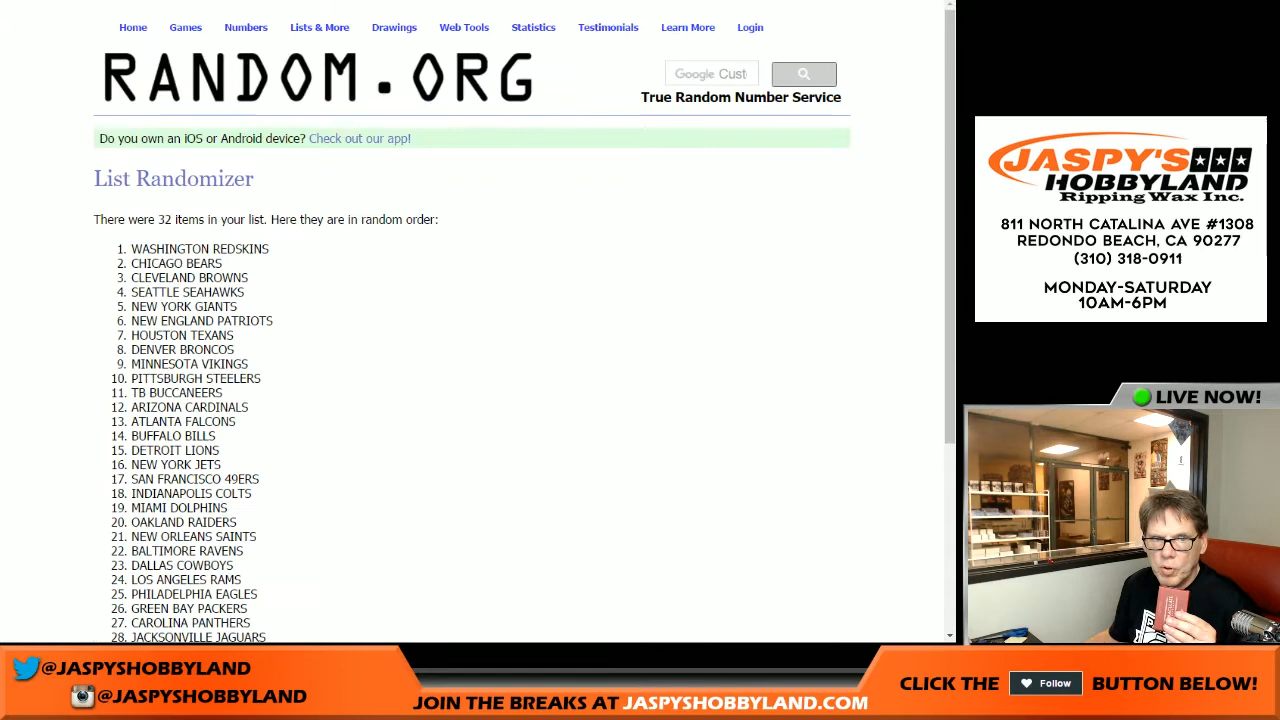 Home Games Numbers Lists & More Drawings Web Tools Statistics Testimonials Learn More Login
RANDOM.ORG
Google Cust
True Random Number Service
Do you own an iOS or Android device? Check out our app!
List Randomizer
There were 32 items in your list. Here they are in random order:
1. WASHINGTON REDSKINS
2. CHICAGO BEARS
3. CLEVELAND BROWNS
4. SEATTLE SEAHAWKS
5. NEW YORK GIANTS
6. NEW ENGLAND PATRIOTS
7. HOUSTON TEXANS
8. DENVER BRONCOS
9. MINNESOTA VIKINGS
10. PITTSBURGH STEELERS
11. TB BUCCANEERS
12. ARIZONA CARDINALS
13. ATLANTA FALCONS
14. BUFFALO BILLS
15. DETROIT LIONS
16. NEW YORK JETS
17. SAN FRANCISCO 49ERS
18. INDIANAPOLIS COLTS
19. MIAMI DOLPHINS
20. OAKLAND RAIDERS
21. NEW ORLEANS SAINTS
22. BALTIMORE RAVENS
23. DALLAS COWBOYS
24. LOS ANGELES RAMS
25. PHILADELPHIA EAGLES
26. GREEN BAY PACKERS
27. CAROLINA PANTHERS
28. JACKSONVILLE JAGUARS
JASPY'S
HOBBYLAND
Ripping Wax Inc.
811 NORTH CATALINA AVE #1308
REDONDO BEACH, CA 90277
(310) 318-0911
MONDAY-SATURDAY
10AM-6PM
LIVE NOW!
@JASPYSHOBBYLAND
@JASPYSHOBBYLAND
JOIN THE BREAKS AT JASPYSHOBBYLAND.COM
CLICK THE Follow BUTTON BELOW!